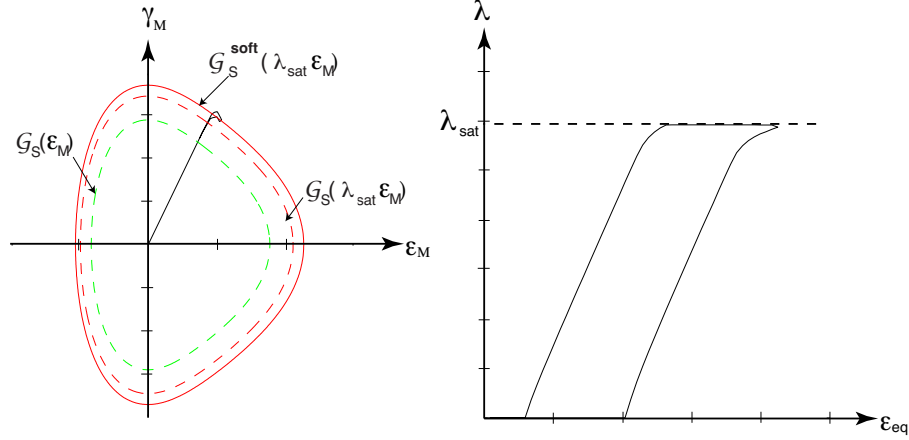 γM
𝒢S^soft(λsat εM)
𝒢S(εM)
𝒢S(λsat εM)
εM
λ
λsat
εeq